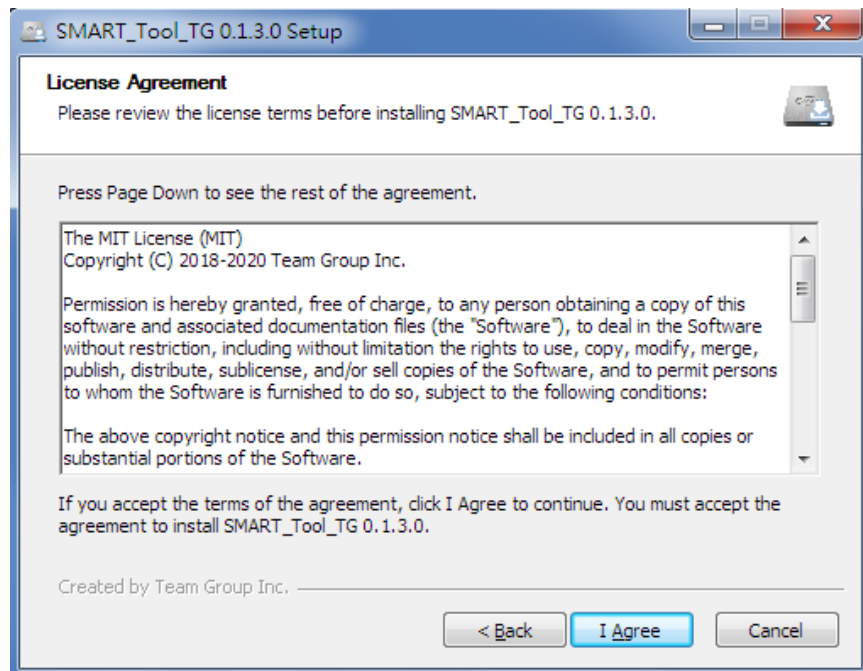 SMART_Tool_TG 0.1.3.0 Setup
License Agreement
Please review the license terms before installing SMART_Tool_TG 0.1.3.0.
Press Page Down to see the rest of the agreement.
The MIT License (MIT)
Copyright (C) 2018-2020 Team Group Inc.
Permission is hereby granted, free of charge, to any person obtaining a copy of this
software and associated documentation files (the "Software"), to deal in the Software
without restriction, including without limitation the rights to use, copy, modify, merge,
publish, distribute, sublicense, and/or sell copies of the Software, and to permit persons
to whom the Software is furnished to do so, subject to the following conditions:
The above copyright notice and this permission notice shall be included in all copies or
substantial portions of the Software.
If you accept the terms of the agreement, click I Agree to continue. You must accept the
agreement to install SMART_Tool_TG 0.1.3.0.
Created by Team Group Inc.
< Back I Agree Cancel